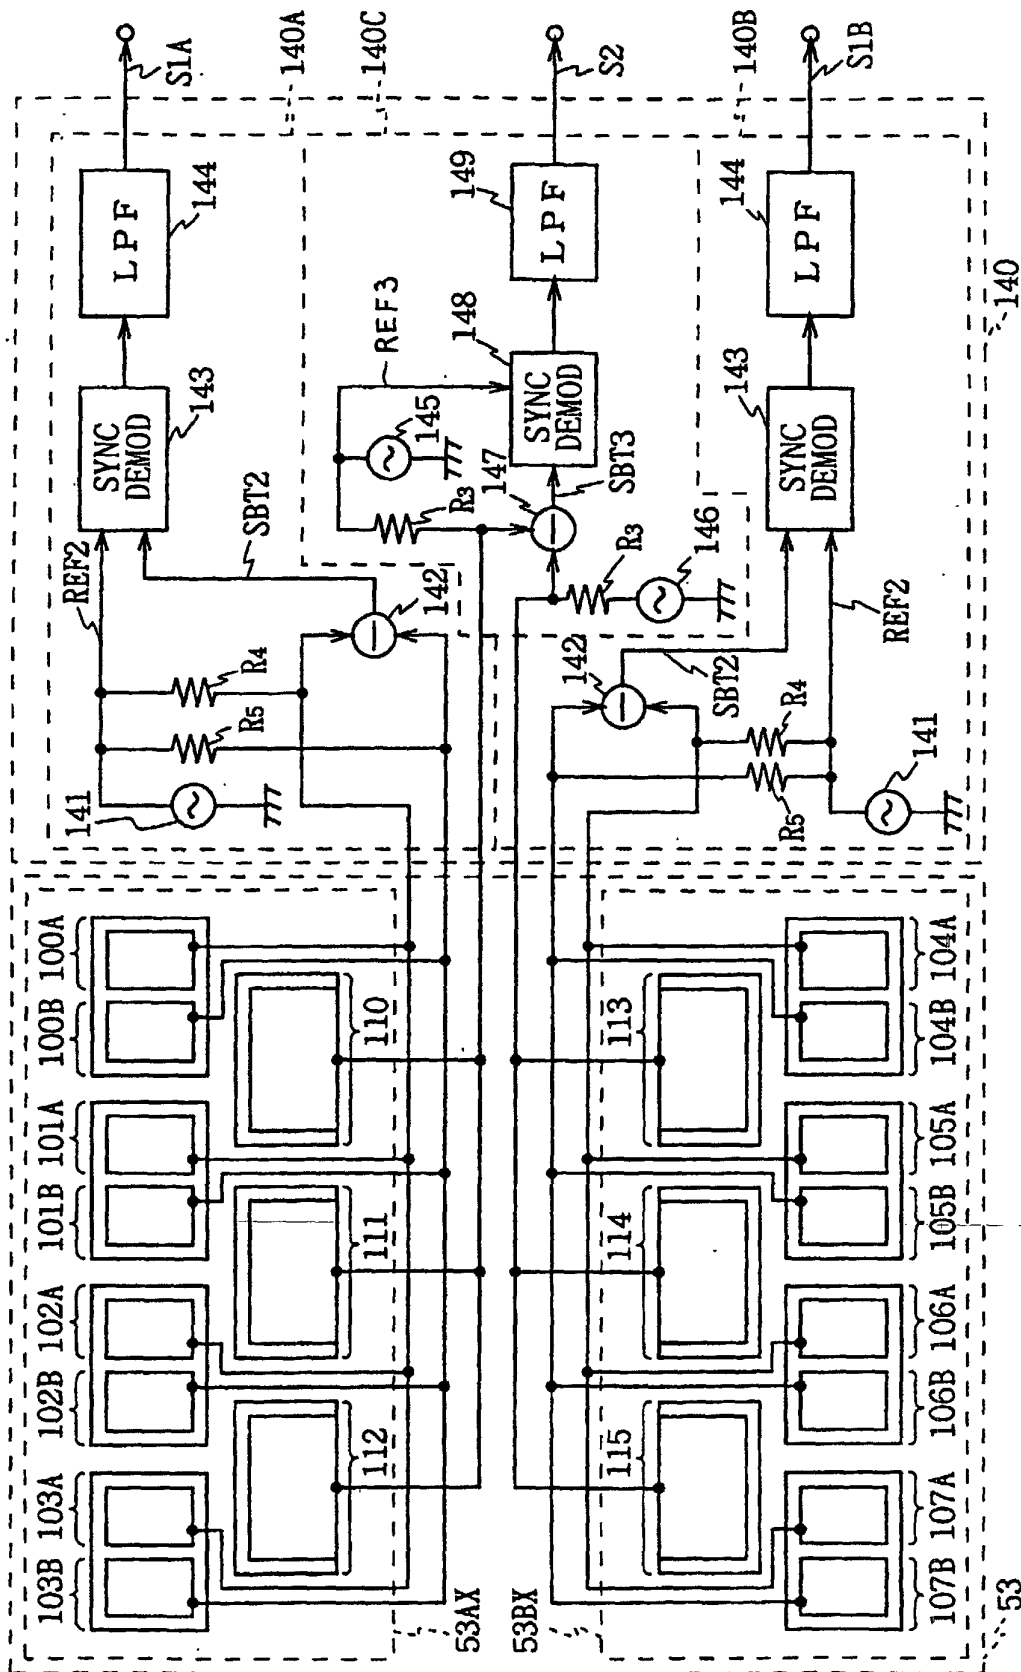 S1A
140A
140C
S2
140B
S1B
LPF
144
LPF
149
LPF
144
140
SYNC
DEMOD
143
REF2
SBT2
REF3
148
SYNC
DEMOD
145
147
SBT3
R3
R3
146
SYNC
DEMOD
143
REF2
142
142
SBT2
R4
R5
141
R4
R5
141
100A
100B
110
101A
101B
111
102A
102B
112
103A
103B
53AX
113
104A
104B
114
105A
105B
115
106A
106B
107A
107B
53BX
53